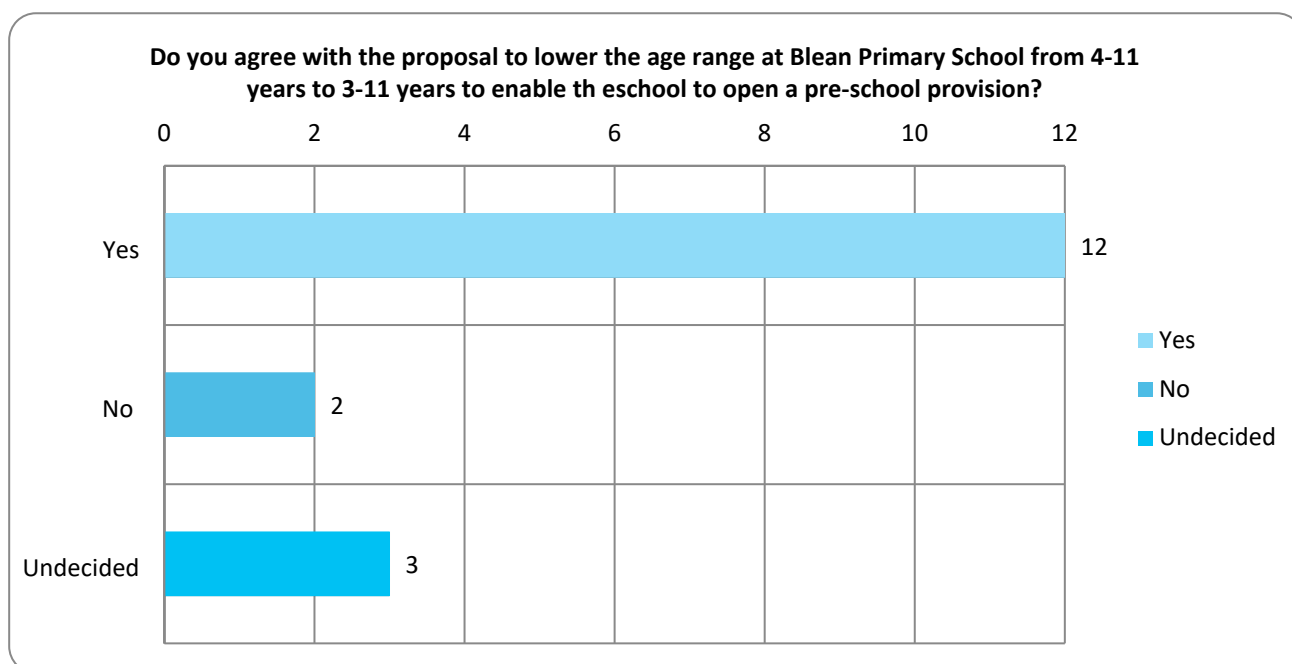 Do you agree with the proposal to lower the age range at Blean Primary School from 4-11
years to 3-11 years to enable th eschool to open a pre-school provision?
0 2 4 6 8 10 12
Yes 12
No 2
Undecided 3
Yes
No
Undecided